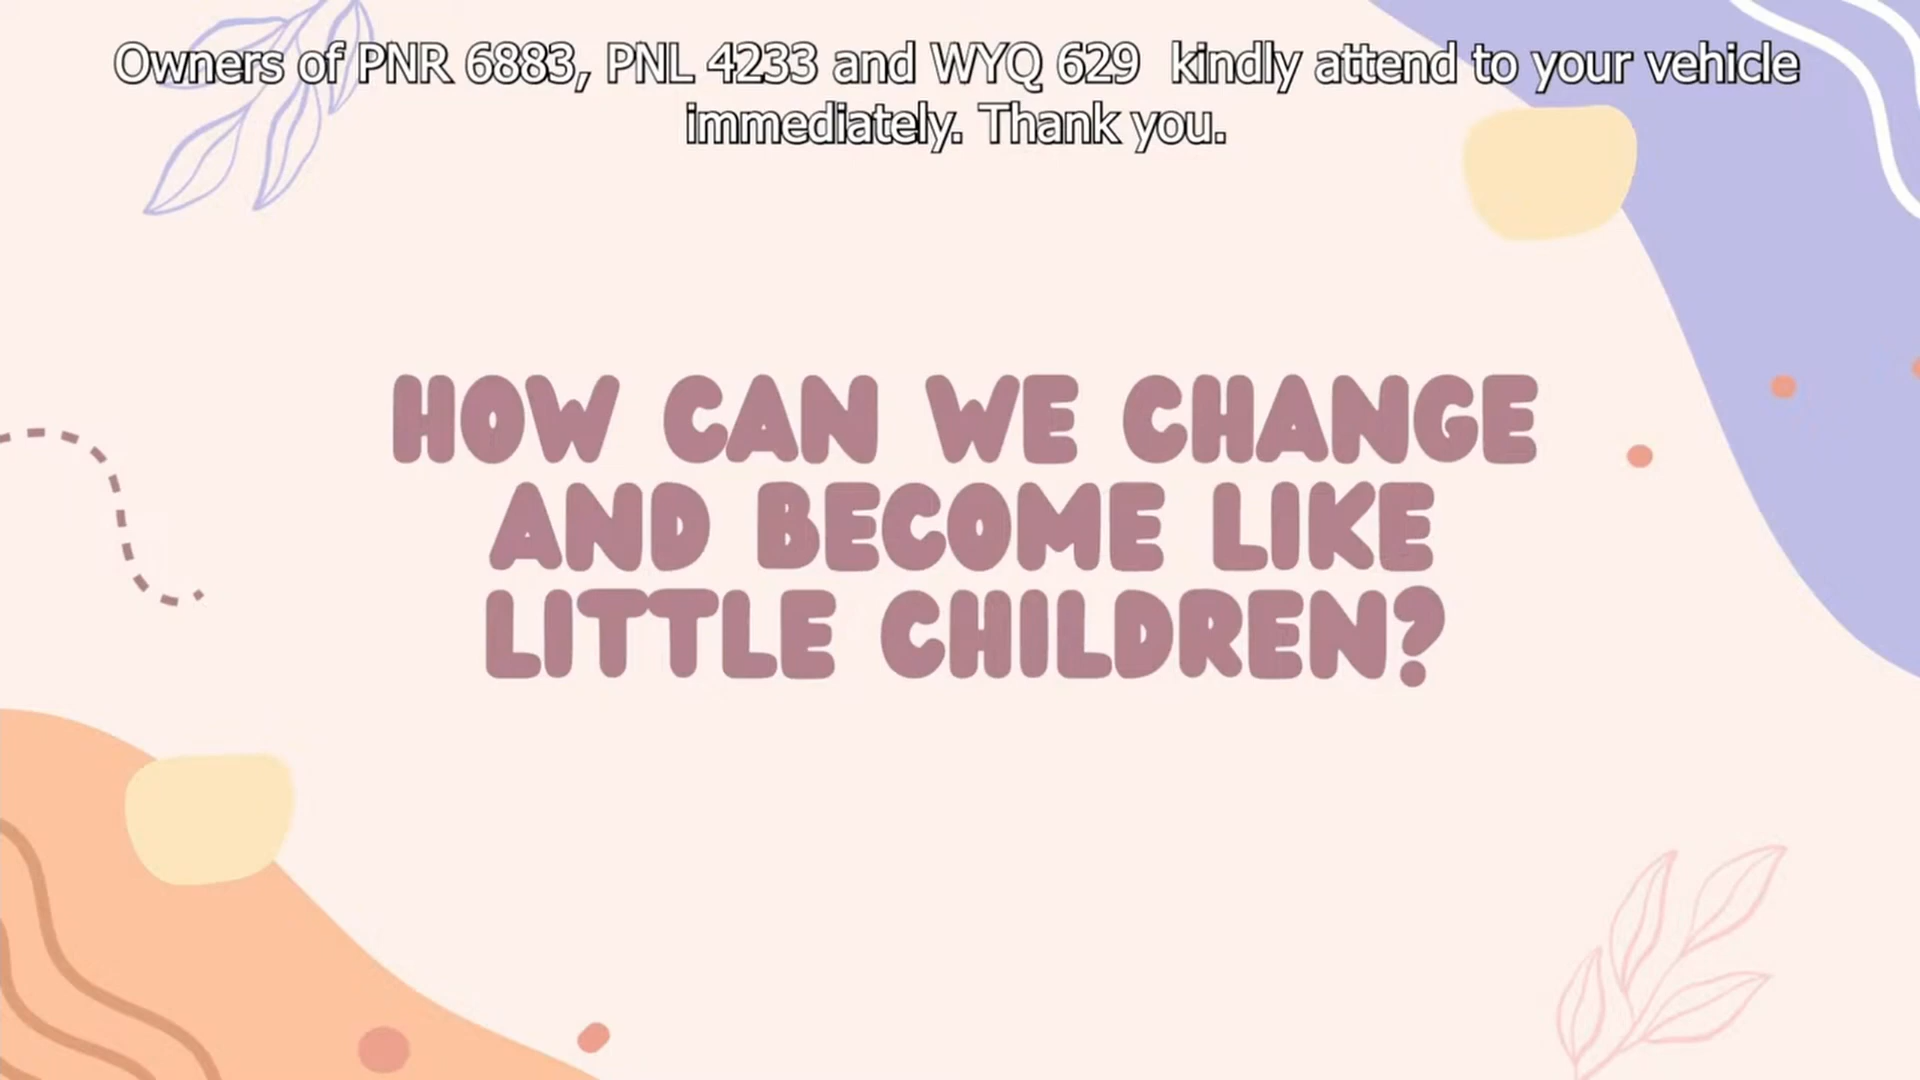 Owners of PNR 6883, PNL 4233 and WYQ 629  kindly attend to your vehicle
immediately. Thank you.
HOW CAN WE CHANGE
AND BECOME LIKE
LITTLE CHILDREN?